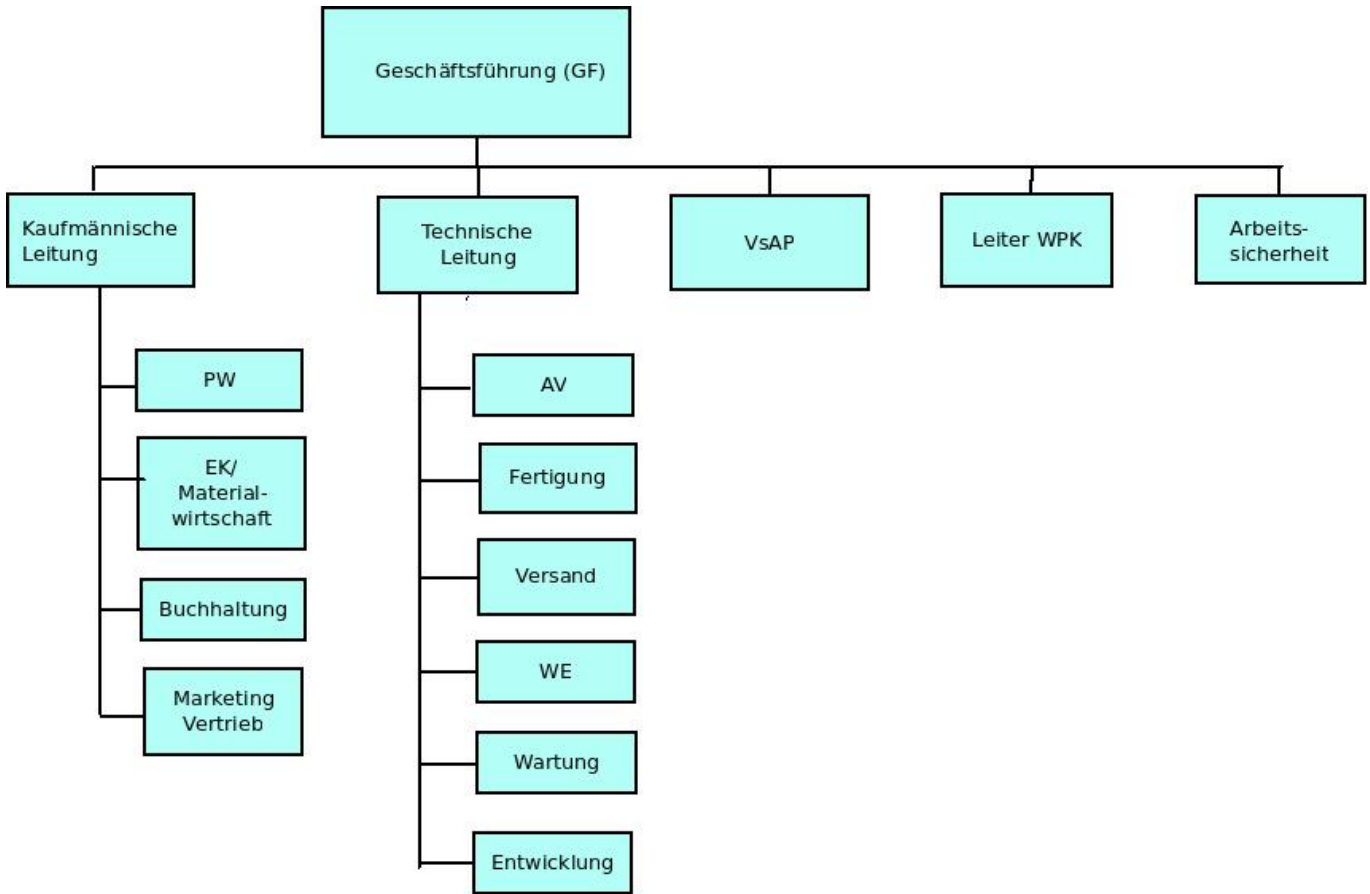 Geschäftsführung (GF)
Kaufmännische
Leitung
Technische
Leitung
VsAP
Leiter WPK
Arbeits-
sicherheit
PW
EK/
Material-
wirtschaft
Buchhaltung
Marketing
Vertrieb
AV
Fertigung
Versand
WE
Wartung
Entwicklung